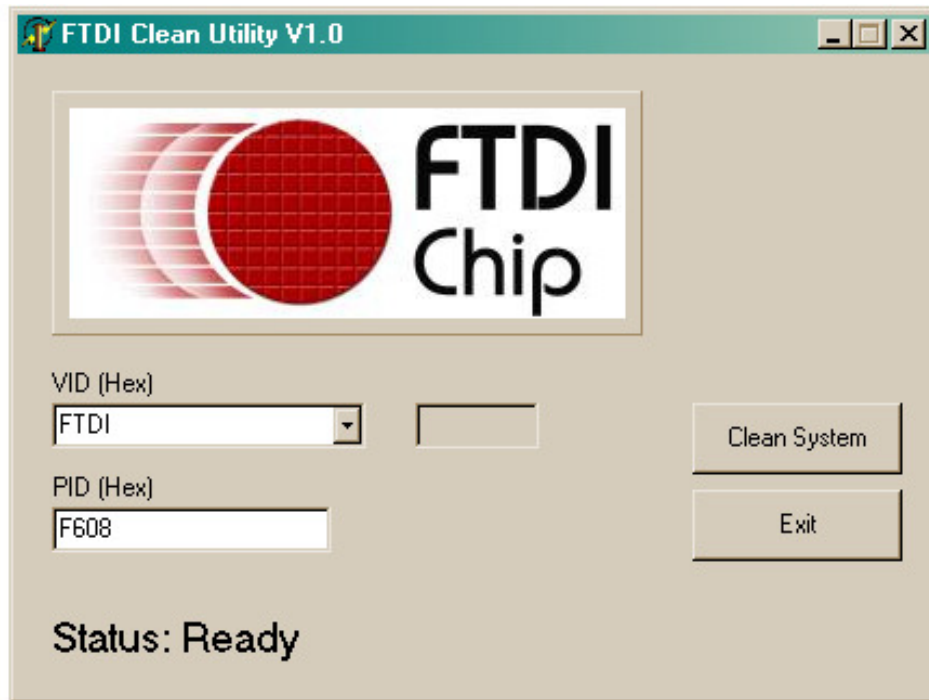 FTDI Clean Utility V1.0
FTDI
Chip
VID (Hex)
FTDI
Clean System
PID (Hex)
F608
Exit
Status: Ready